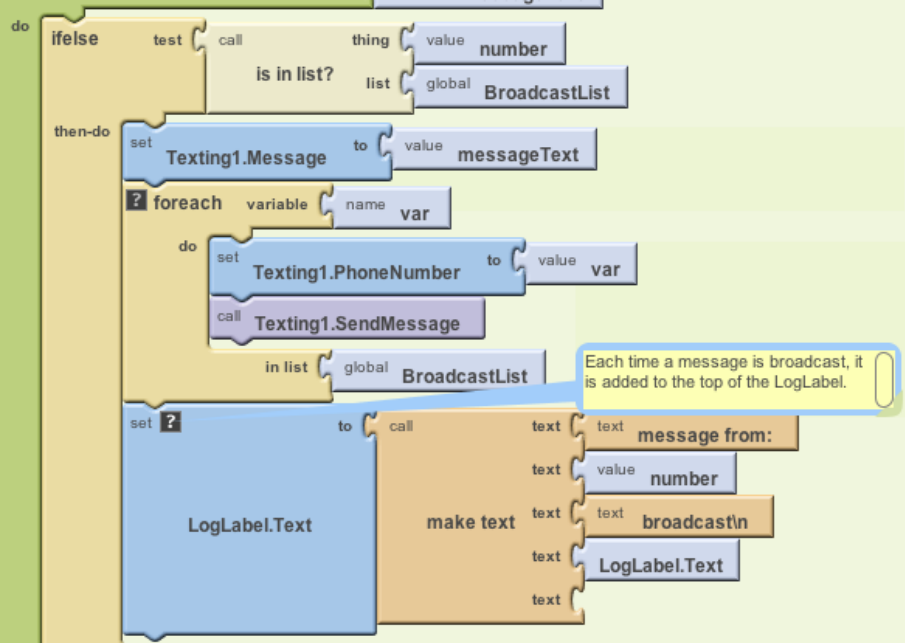 do
ifelse test call thing value number
is in list?
list global BroadcastList
then-do
set Texting1.Message to value messageText
? foreach variable name var
do
set Texting1.PhoneNumber to value var
call Texting1.SendMessage
in list global BroadcastList
Each time a message is broadcast, it
is added to the top of the LogLabel.
set ? to call text text message from:
text value number
LogLabel.Text make text text text broadcast\n
text LogLabel.Text
text